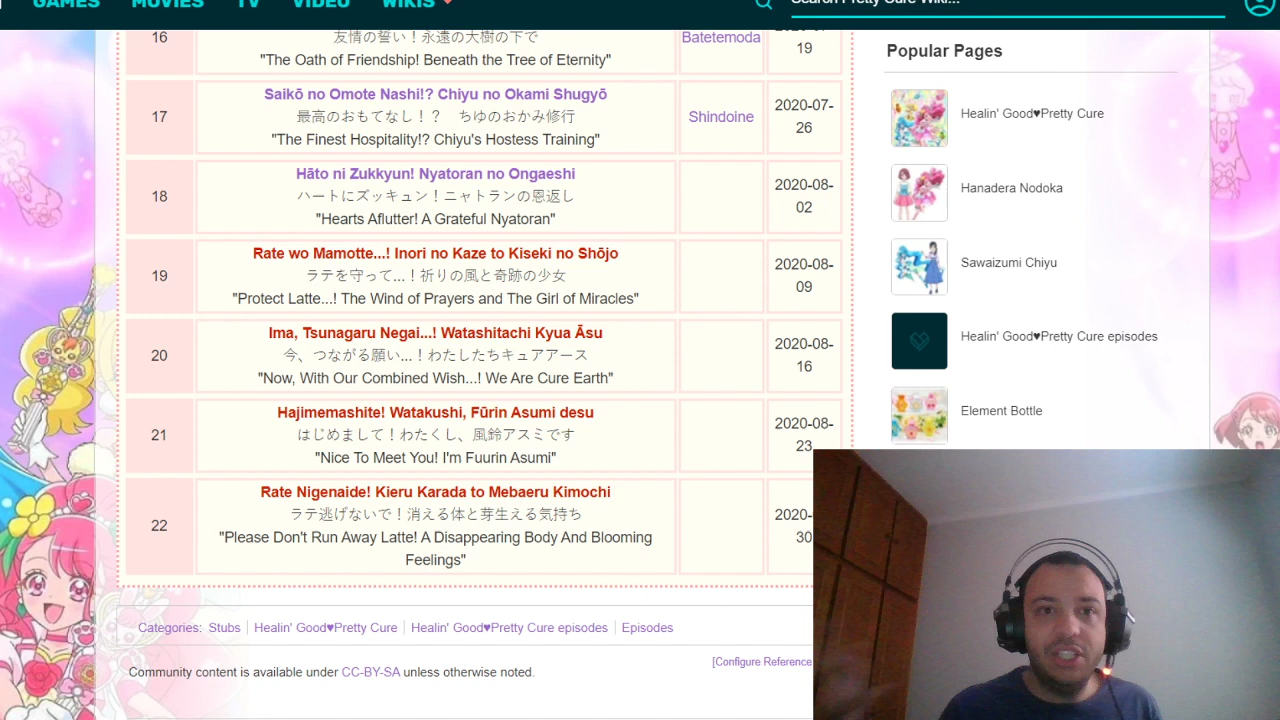 GAMES MOVIES TV VIDEO WIKIS
Search Pretty Cure Wiki...
16
友情の誓い！永遠の大樹の下で
"The Oath of Friendship! Beneath the Tree of Eternity"
Batetemoda
19
17
Saikō no Omote Nashi!? Chiyu no Okami Shugyō
最高のおもてなし！？　ちゆのおかみ修行
"The Finest Hospitality!? Chiyu's Hostess Training"
Shindoine
2020-07-
26
18
Hāto ni Zukkyun! Nyatoran no Ongaeshi
ハートにズッキュン！ニャトランの恩返し
"Hearts Aflutter! A Grateful Nyatoran"
2020-08-
02
19
Rate wo Mamotte...! Inori no Kaze to Kiseki no Shōjo
ラテを守って...！祈りの風と奇跡の少女
"Protect Latte...! The Wind of Prayers and The Girl of Miracles"
2020-08-
09
20
Ima, Tsunagaru Negai...! Watashitachi Kyua Āsu
今、つながる願い...！わたしたちキュアアース
"Now, With Our Combined Wish...! We Are Cure Earth"
2020-08-
16
21
Hajimemashite! Watakushi, Fūrin Asumi desu
はじめまして！わたくし、風鈴アスミです
"Nice To Meet You! I'm Fuurin Asumi"
2020-08-
23
22
Rate Nigenaide! Kieru Karada to Mebaeru Kimochi
ラテ逃げないで！消える体と芽生える気持ち
"Please Don't Run Away Latte! A Disappearing Body And Blooming
Feelings"
2020-
30
Categories: Stubs Healin' Good♥Pretty Cure Healin' Good♥Pretty Cure episodes Episodes
[Configure Reference
Community content is available under CC-BY-SA unless otherwise noted.
Popular Pages
Healin' Good♥Pretty Cure
Hanadera Nodoka
Sawaizumi Chiyu
Healin' Good♥Pretty Cure episodes
Element Bottle